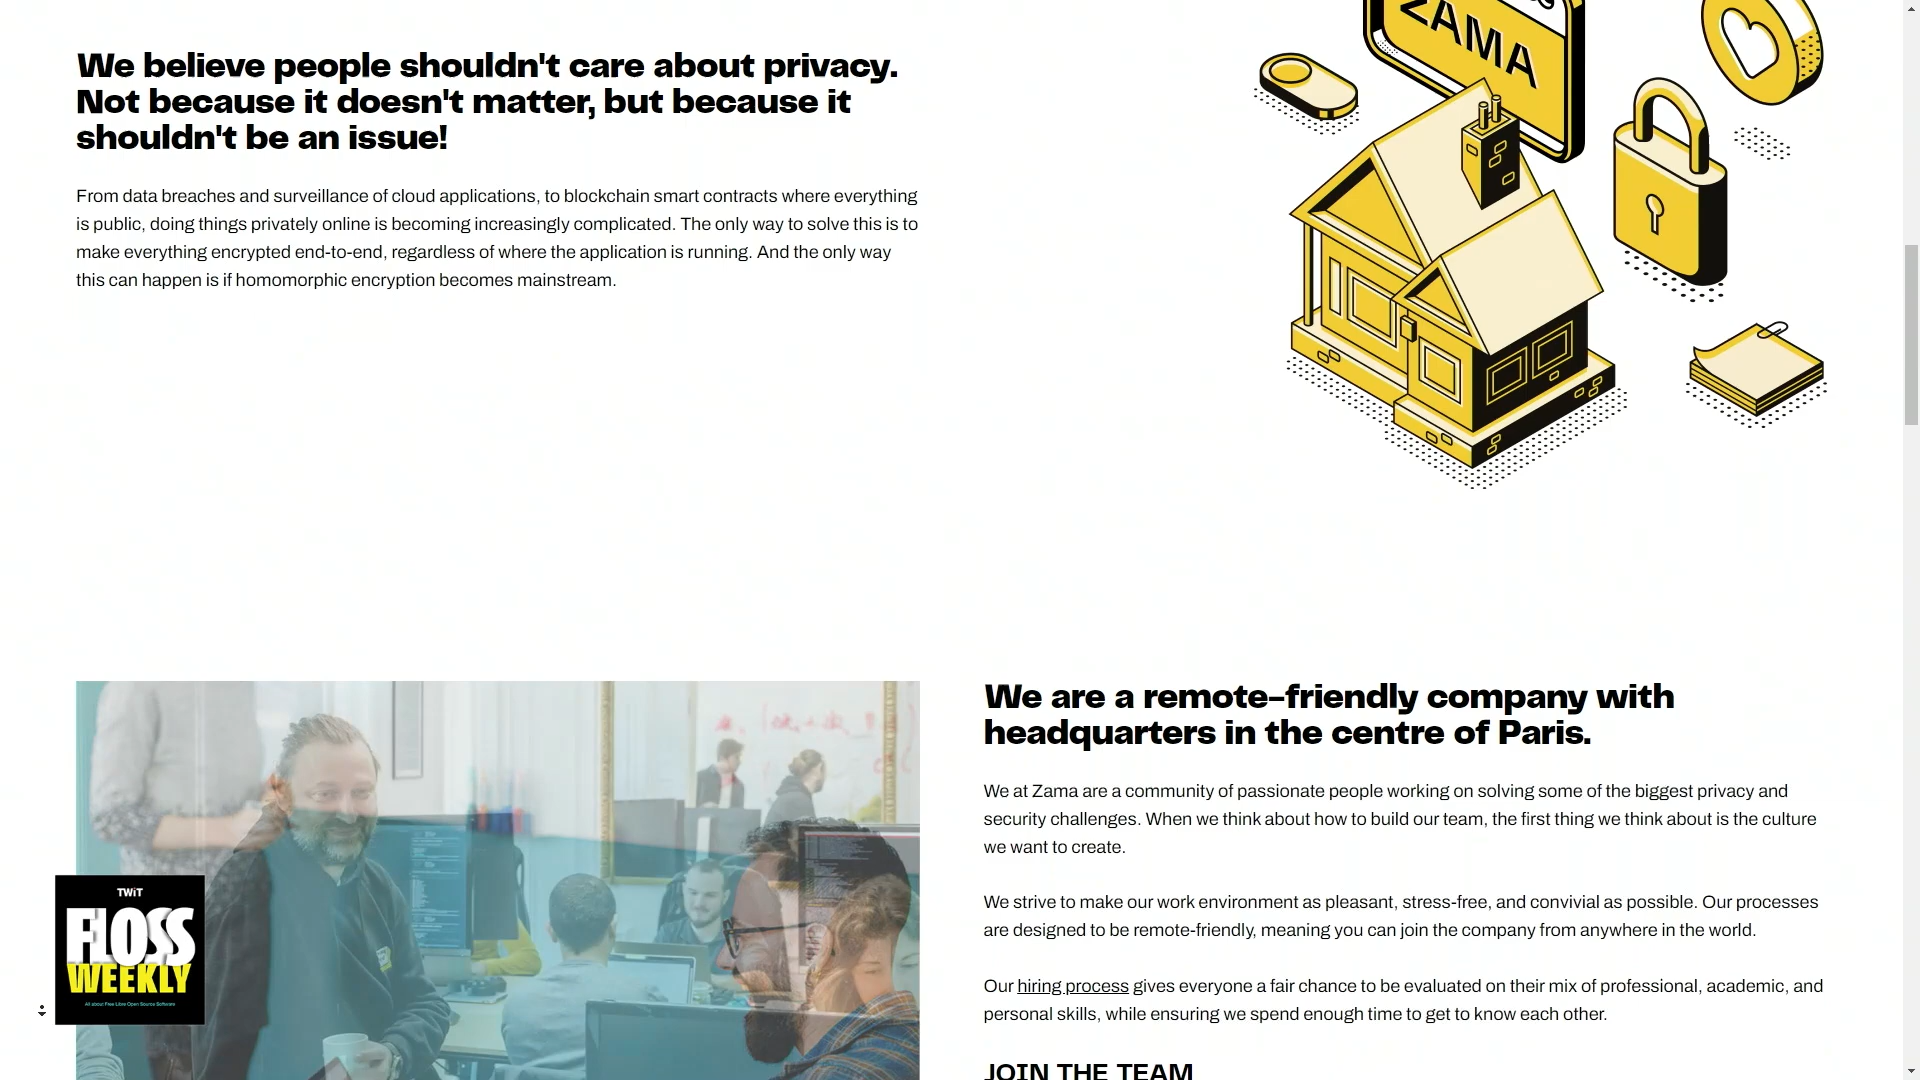 ZAMA
We believe people shouldn't care about privacy.
Not because it doesn't matter, but because it
shouldn't be an issue!
From data breaches and surveillance of cloud applications, to blockchain smart contracts where everything
is public, doing things privately online is becoming increasingly complicated. The only way to solve this is to
make everything encrypted end-to-end, regardless of where the application is running. And the only way
this can happen is if homomorphic encryption becomes mainstream.
We are a remote-friendly company with
headquarters in the centre of Paris.
We at Zama are a community of passionate people working on solving some of the biggest privacy and
security challenges. When we think about how to build our team, the first thing we think about is the culture
we want to create.
We strive to make our work environment as pleasant, stress-free, and convivial as possible. Our processes
are designed to be remote-friendly, meaning you can join the company from anywhere in the world.
Our hiring process gives everyone a fair chance to be evaluated on their mix of professional, academic, and
personal skills, while ensuring we spend enough time to get to know each other.
JOIN THE TEAM
TWiT
FLOSS
WEEKLY
All about Free Libre Open Source Software